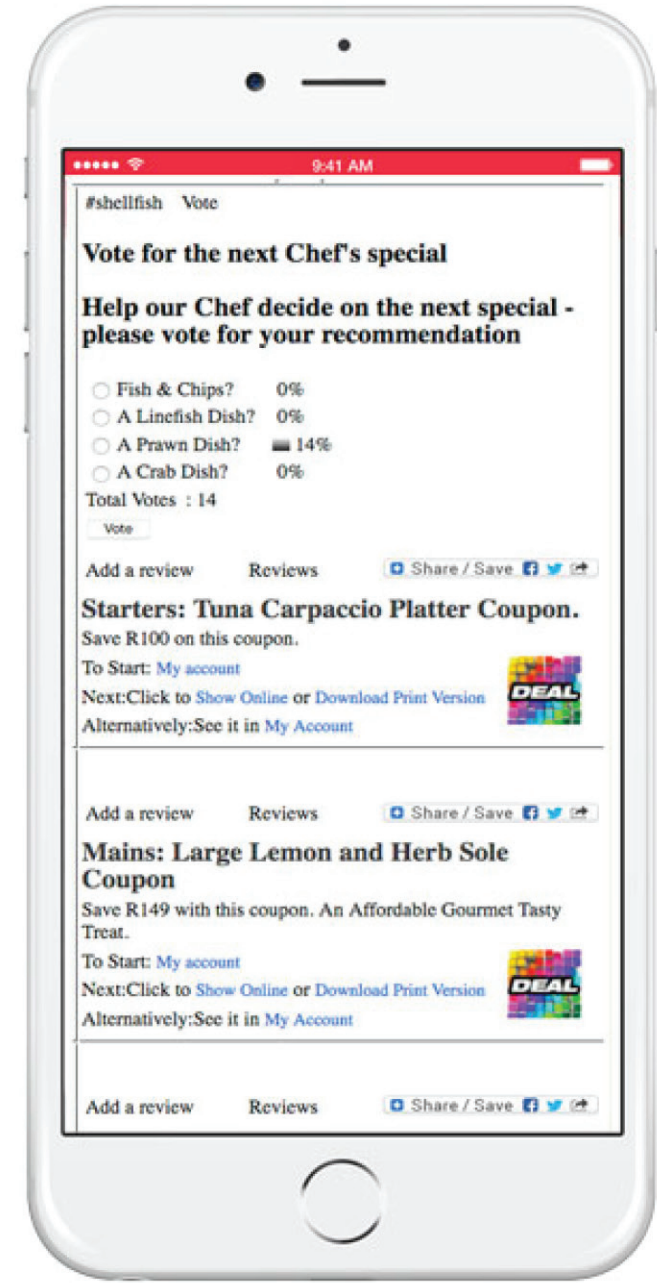 9:41 AM
#shellfish Vote
Vote for the next Chef's special
Help our Chef decide on the next special -
please vote for your recommendation
Fish & Chips? 0%
A Linefish Dish? 0%
A Prawn Dish? 14%
A Crab Dish? 0%
Total Votes : 14
Vote
Add a review Reviews Share / Save
Starters: Tuna Carpaccio Platter Coupon.
Save R100 on this coupon.
To Start: My account
Next:Click to Show Online or Download Print Version
DEAL
Alternatively:See it in My Account
Add a review Reviews Share / Save
Mains: Large Lemon and Herb Sole
Coupon
Save R149 with this coupon. An Affordable Gourmet Tasty
Treat.
To Start: My account
Next:Click to Show Online or Download Print Version
DEAL
Alternatively:See it in My Account
Add a review Reviews Share / Save